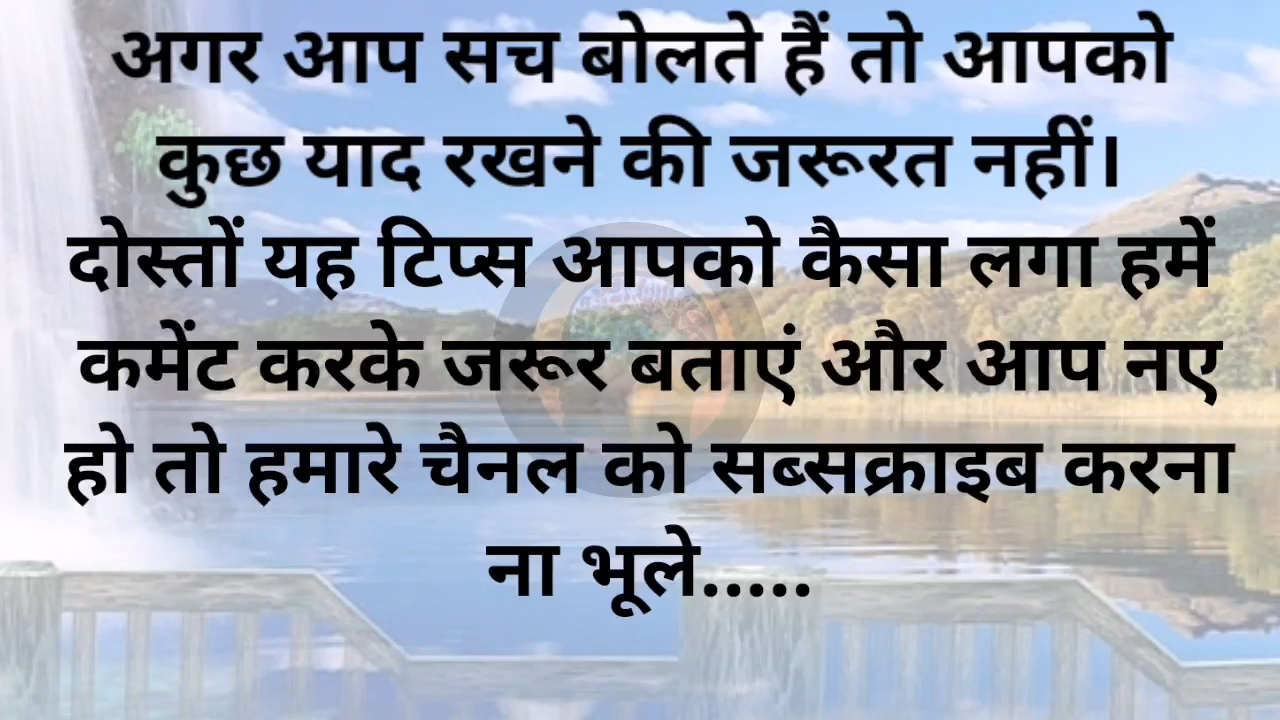 अगर आप सच बोलते हैं तो आपको
कुछ याद रखने की जरूरत नहीं।
दोस्तों यह टिप्स आपको कैसा लगा हमें
कमेंट करके जरूर बताएं और आप नए
हो तो हमारे चैनल को सब्सक्राइब करना
ना भूले.....